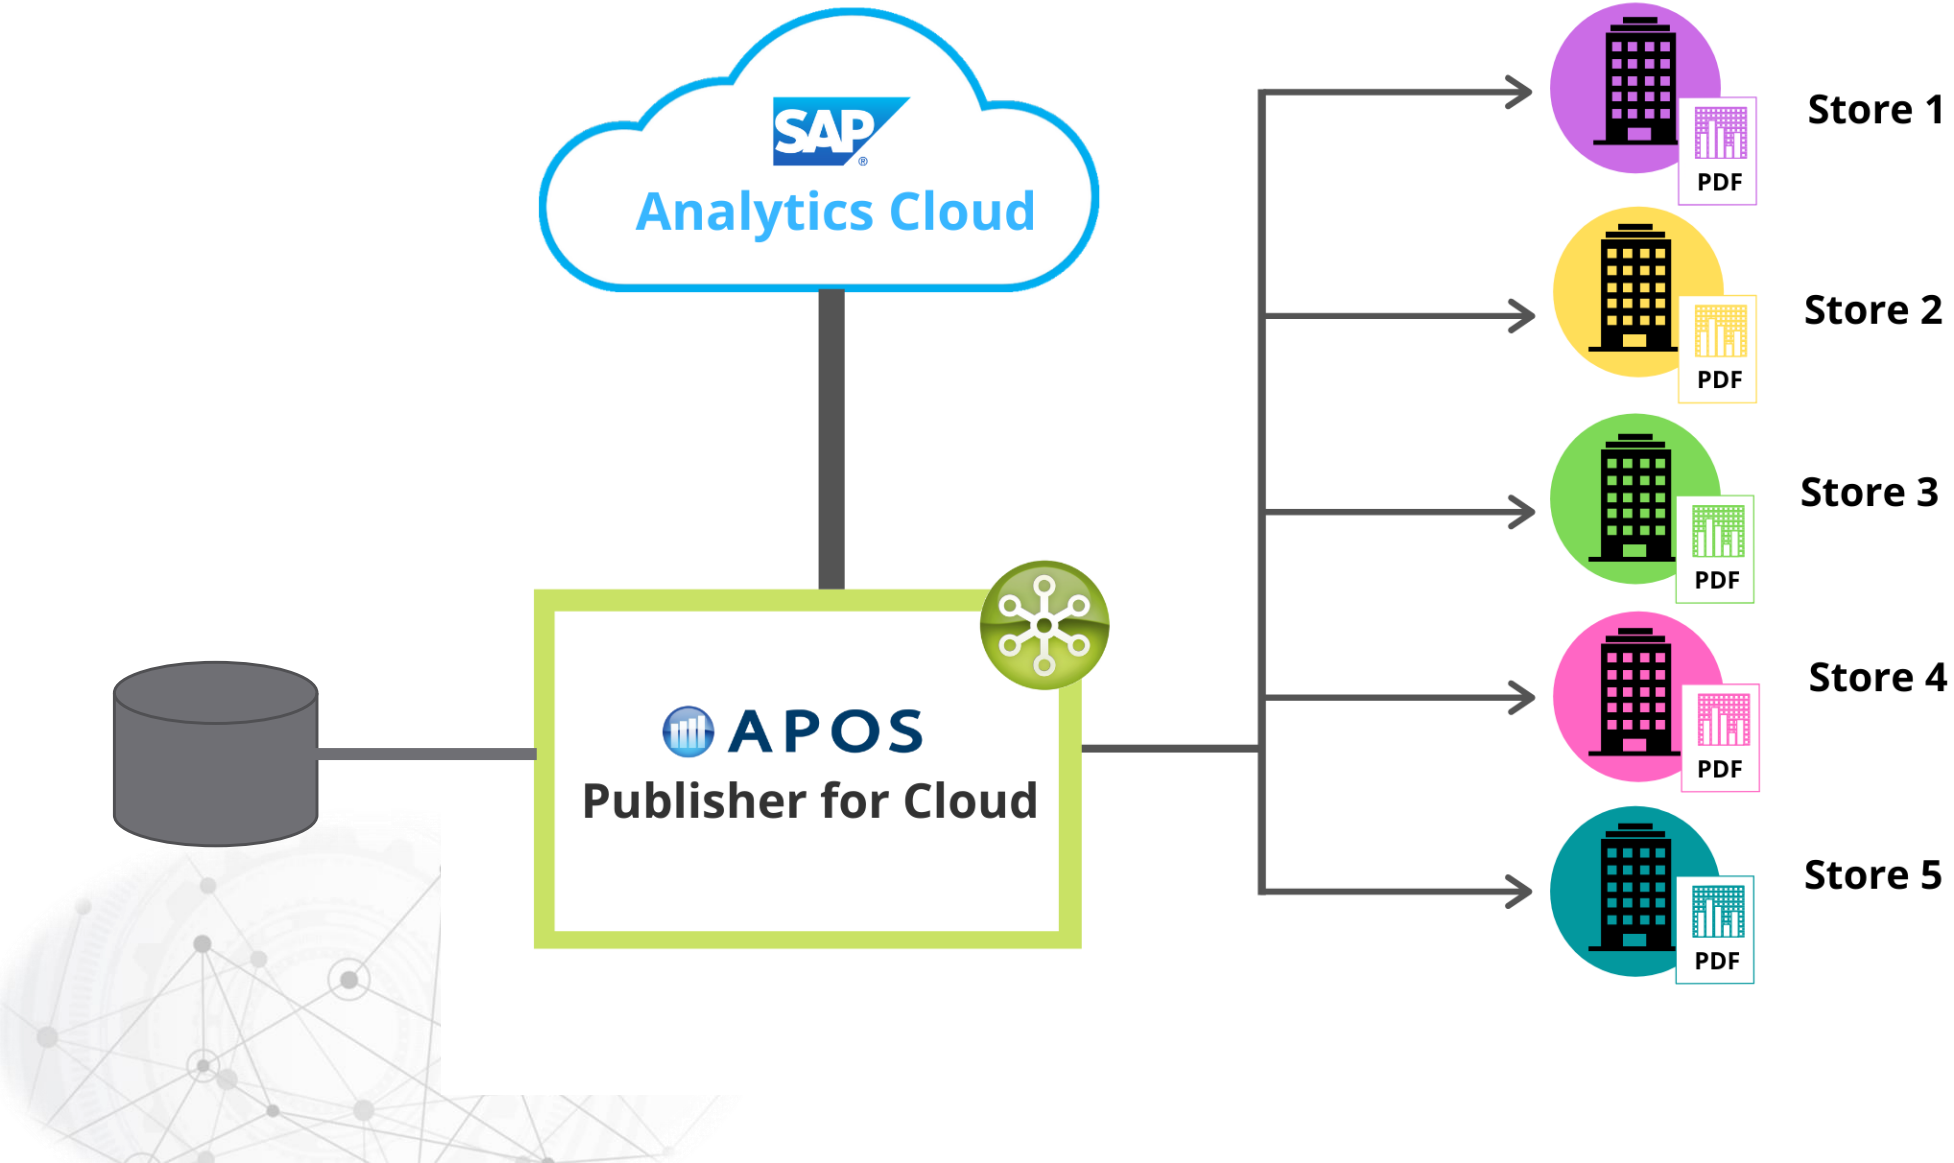 SAP
®
Analytics Cloud
APOS
Publisher for Cloud
Store 1
PDF
Store 2
PDF
Store 3
PDF
Store 4
PDF
Store 5
PDF